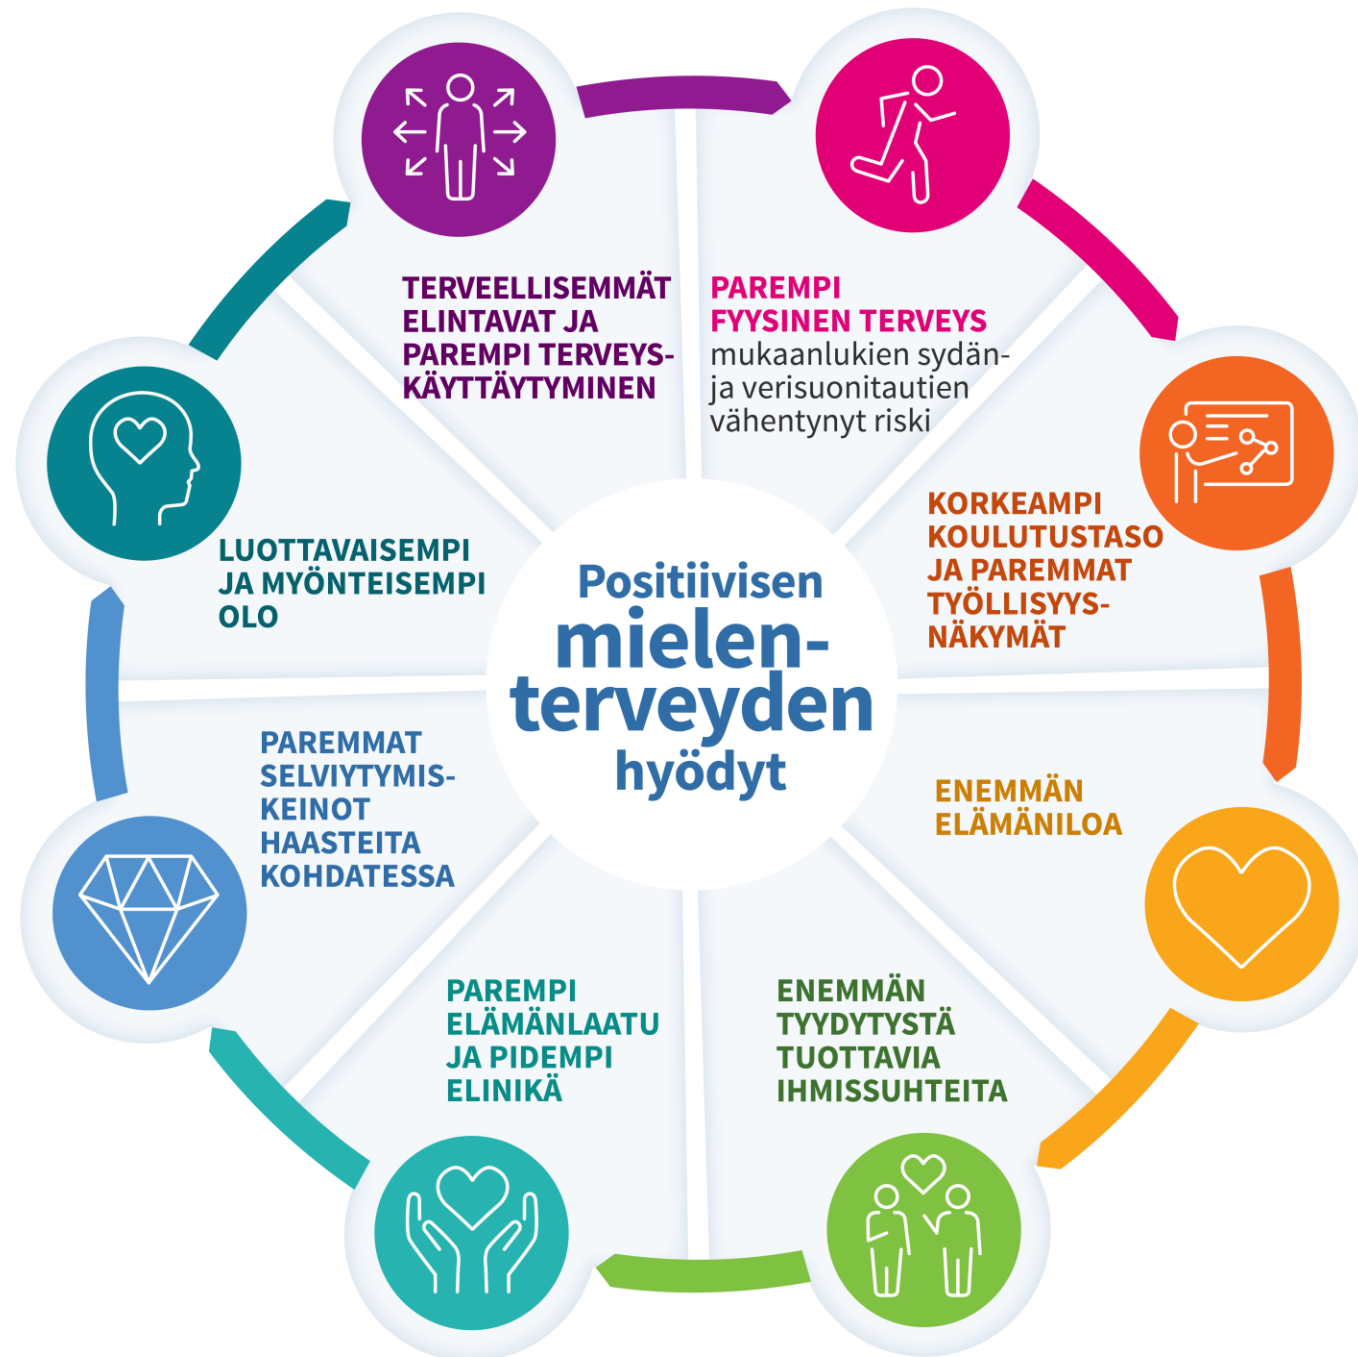 Positiivisen
mielen-
terveyden
hyödyt
PAREMPI
FYYSINEN TERVEYS
mukaanlukien sydän-
ja verisuonitautien
vähentynyt riski
KORKEAMPI
KOULUTUSTASO
JA PAREMMAT
TYÖLLISYYS-
NÄKYMÄT
ENEMMÄN
ELÄMÄNILOA
ENEMMÄN
TYYDYTYSTÄ
TUOTTAVIA
IHMISSUHTEITA
PAREMPI
ELÄMÄNLAATU
JA PIDEMPI
ELINIKÄ
PAREMMAT
SELVIYTYMIS-
KEINOT
HAASTEITA
KOHDATESSA
LUOTTAVAISEMPI
JA MYÖNTEISEMPI
OLO
TERVEELLISEMMÄT
ELINTAVAT JA
PAREMPI TERVEYS-
KÄYTTÄYTYMINEN